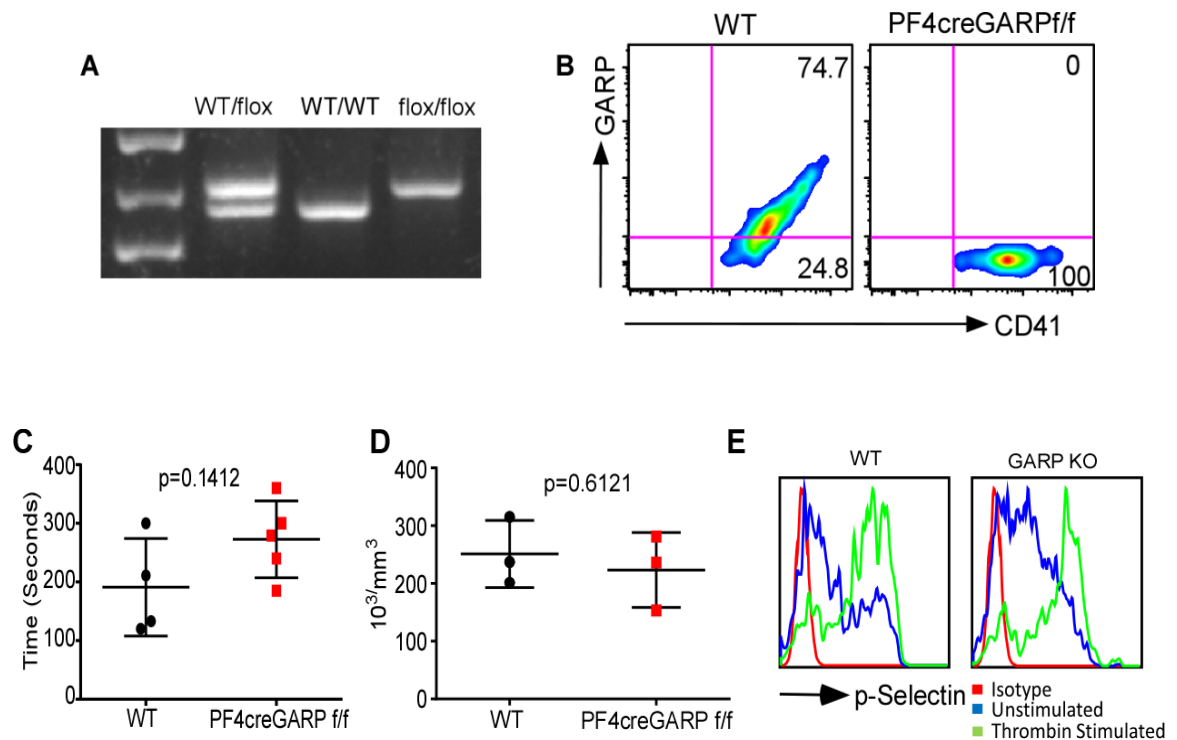 A
WT/flox WT/WT flox/flox
B
WT PF4creGARPf/f
GARP
74.7
24.8
0
100
CD41
C
Time (Seconds)
400
300
200
100
0
p=0.1412
WT PF4creGARP f/f
D
10³/mm³
400
300
200
100
0
p=0.6121
WT PF4creGARP f/f
E
WT GARP KO
p-Selectin
Isotype
Unstimulated
Thrombin Stimulated